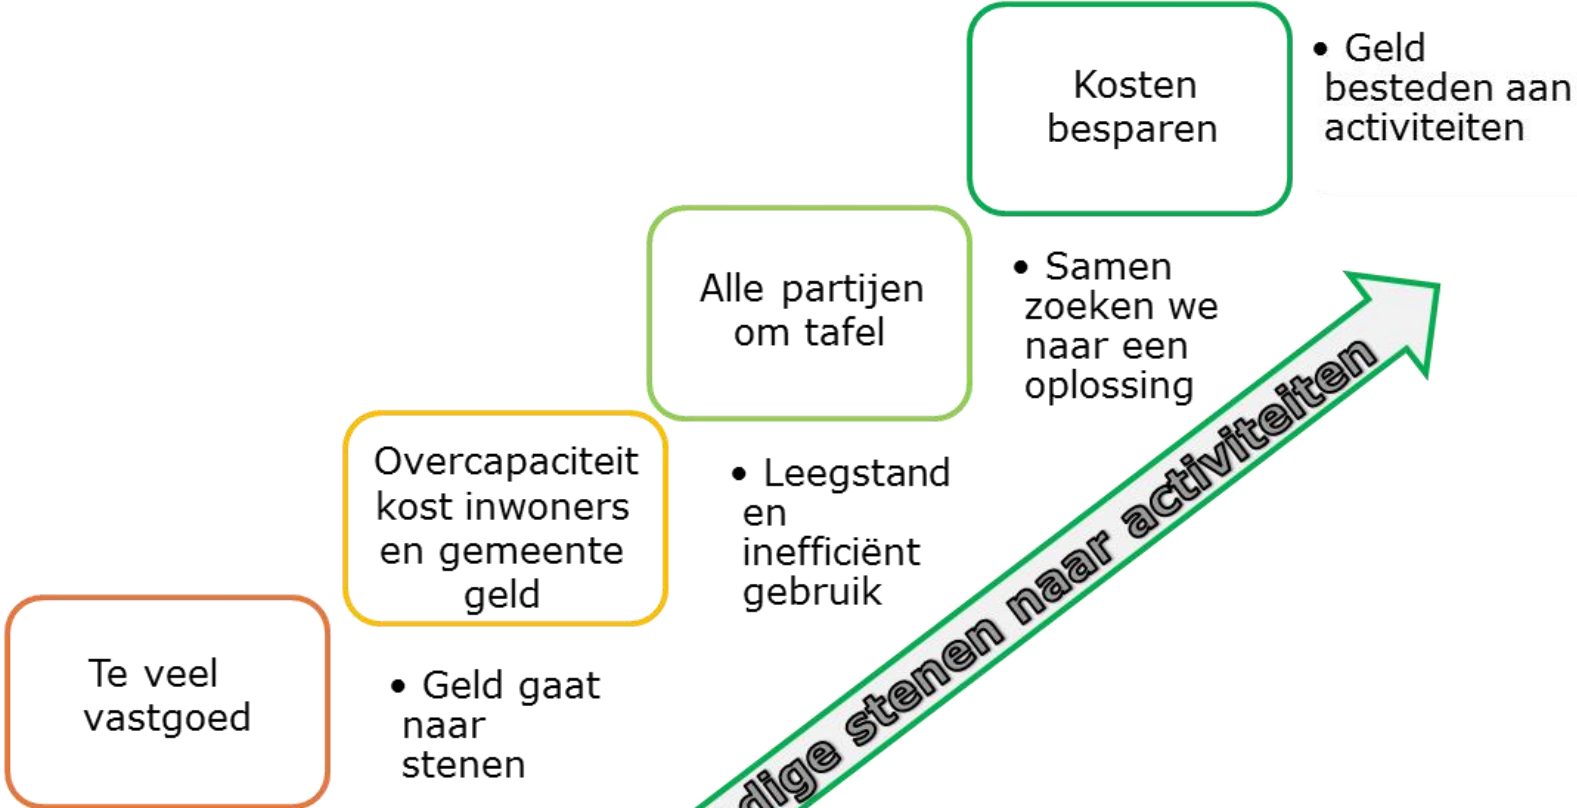 Kosten
besparen
• Geld
besteden aan
activiteiten
Alle partijen
om tafel
• Samen
zoeken we
naar een
oplossing
Overcapaciteit
kost inwoners
en gemeente
geld
• Leegstand
en
inefficiënt
gebruik
Te veel
vastgoed
• Geld gaat
naar
stenen
dige stenen naar activiteiten